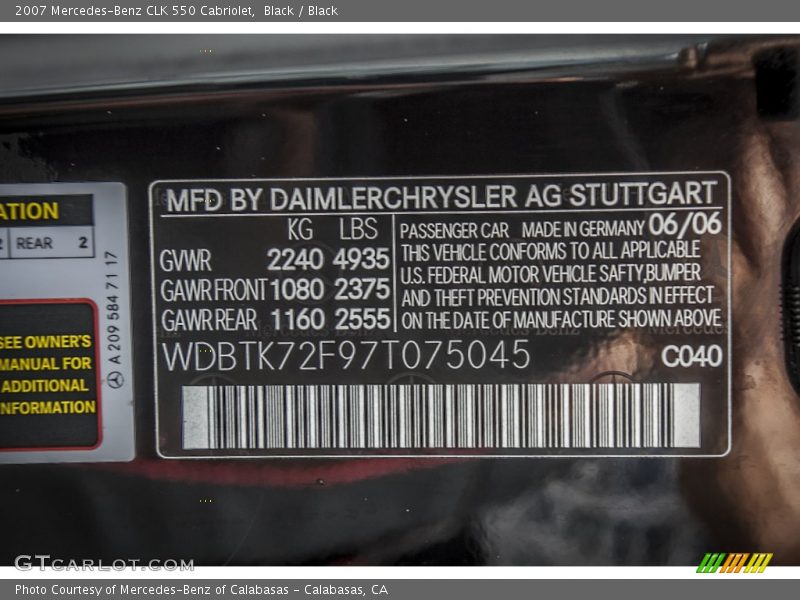 2007 Mercedes-Benz CLK 550 Cabriolet, Black / Black
ATION
REAR 2
A 209 584 71 17
SEE OWNER'S
MANUAL FOR
ADDITIONAL
INFORMATION
MFD BY DAIMLERCHRYSLER AG STUTTGART
KG LBS
GVWR 2240 4935
GAWR FRONT 1080 2375
GAWR REAR 1160 2555
PASSENGER CAR MADE IN GERMANY 06/06
THIS VEHICLE CONFORMS TO ALL APPLICABLE
U.S. FEDERAL MOTOR VEHICLE SAFTY,BUMPER
AND THEFT PREVENTION STANDARDS IN EFFECT
ON THE DATE OF MANUFACTURE SHOWN ABOVE
WDBTK72F97T075045 C040
GTCARLOT.COM
Photo Courtesy of Mercedes-Benz of Calabasas - Calabasas, CA